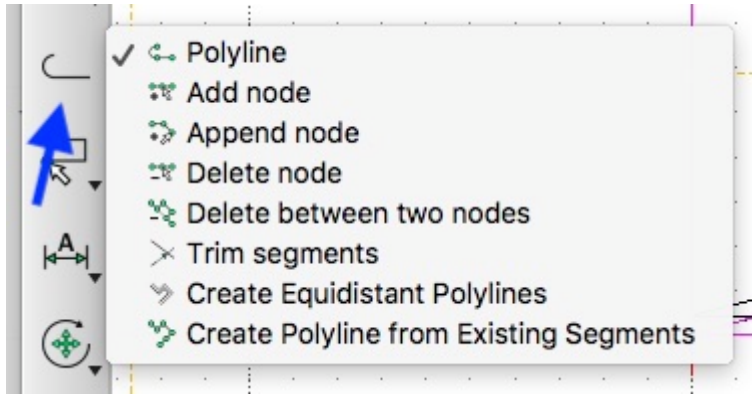 Polyline
Add node
Append node
Delete node
Delete between two nodes
Trim segments
Create Equidistant Polylines
Create Polyline from Existing Segments
A